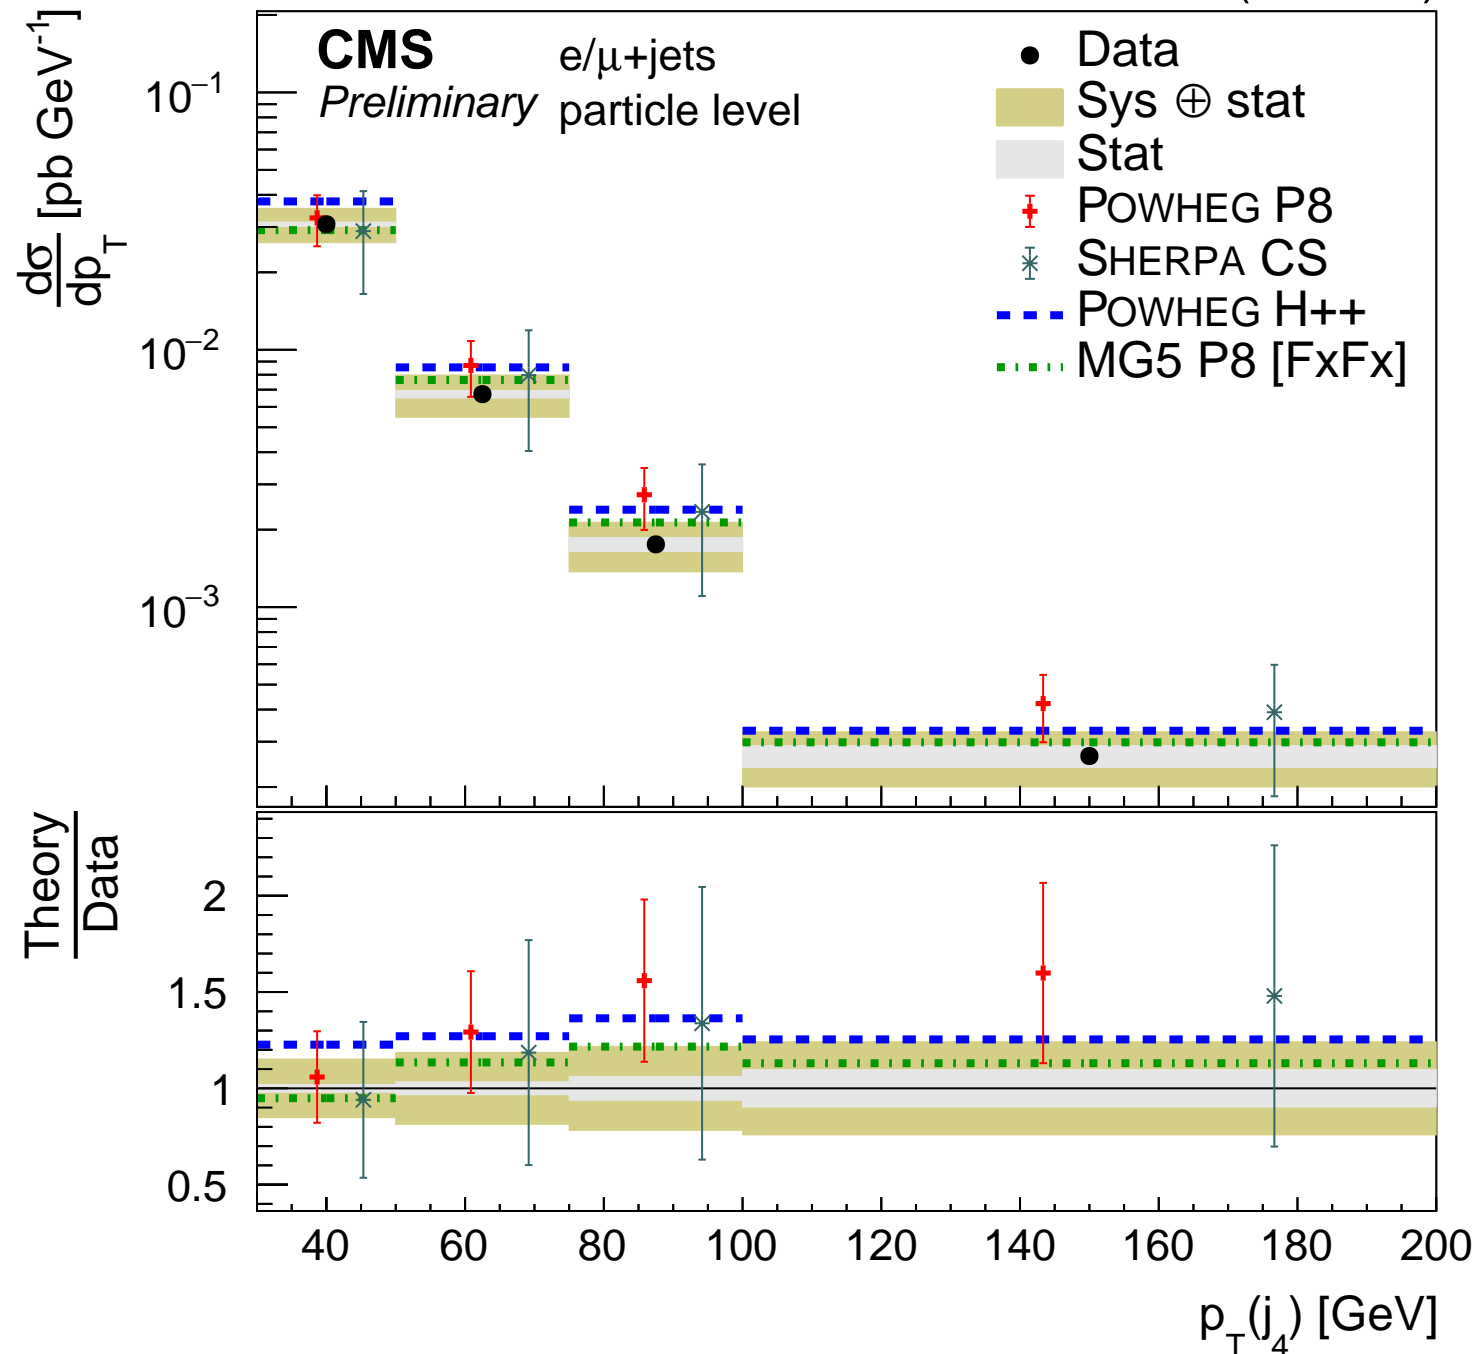 CMS
Preliminary
e/μ+jets
particle level
Data
Sys ⊕ stat
Stat
POWHEG P8
SHERPA CS
POWHEG H++
MG5 P8 [FxFx]
dσ
dp_T
[pb GeV⁻¹]
10⁻¹
10⁻²
10⁻³
Theory
Data
2
1.5
1
0.5
40 60 80 100 120 140 160 180 200
p_T(j_4) [GeV]